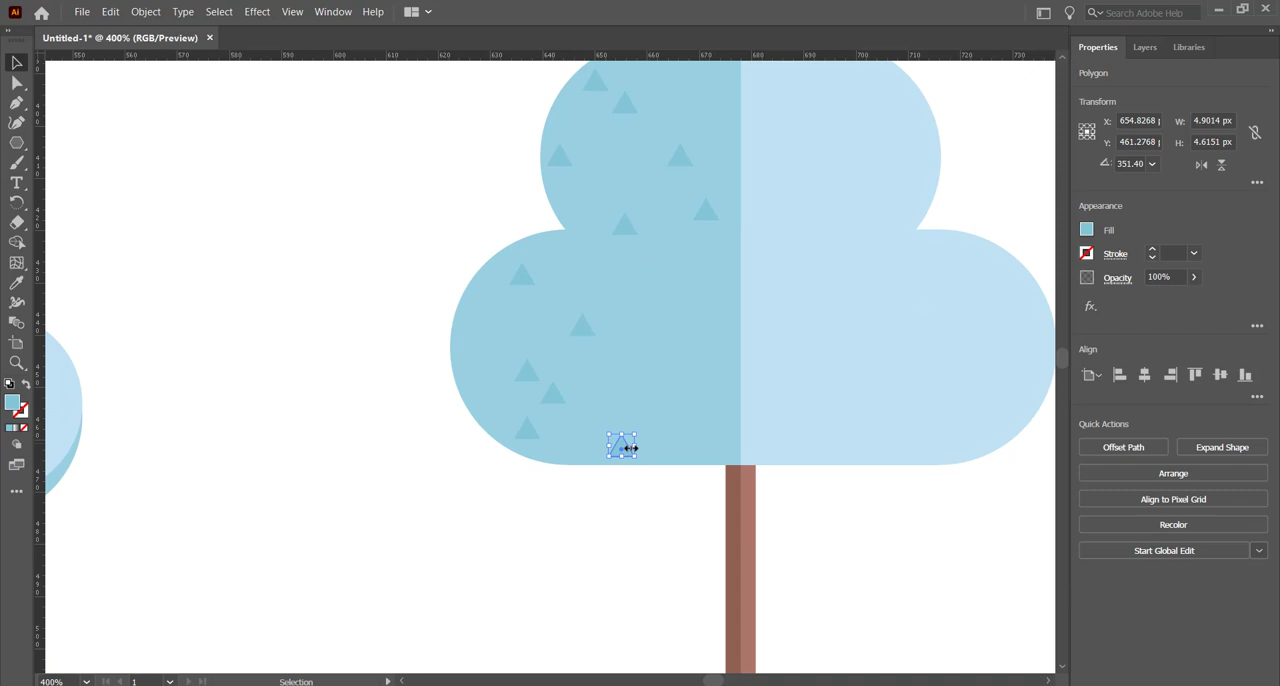 Ai File Edit Object Type Select Effect View Window Help Search Adobe Help
Untitled-1* @ 400% (RGB/Preview) ×
550 580 590 600 610 620 630 640 650 660 670 680 690 700 710 720 730
Properties Layers Libraries
Polygon
Transform
X: 654.8268 p W: 4.9014 px
Y: 461.2768 p H: 4.6151 px
351.40
Appearance
Fill
Stroke
Opacity 100%
fx.
Align
Quick Actions
Offset Path Expand Shape
Arrange
Align to Pixel Grid
Recolor
Start Global Edit
400% 1 Selection